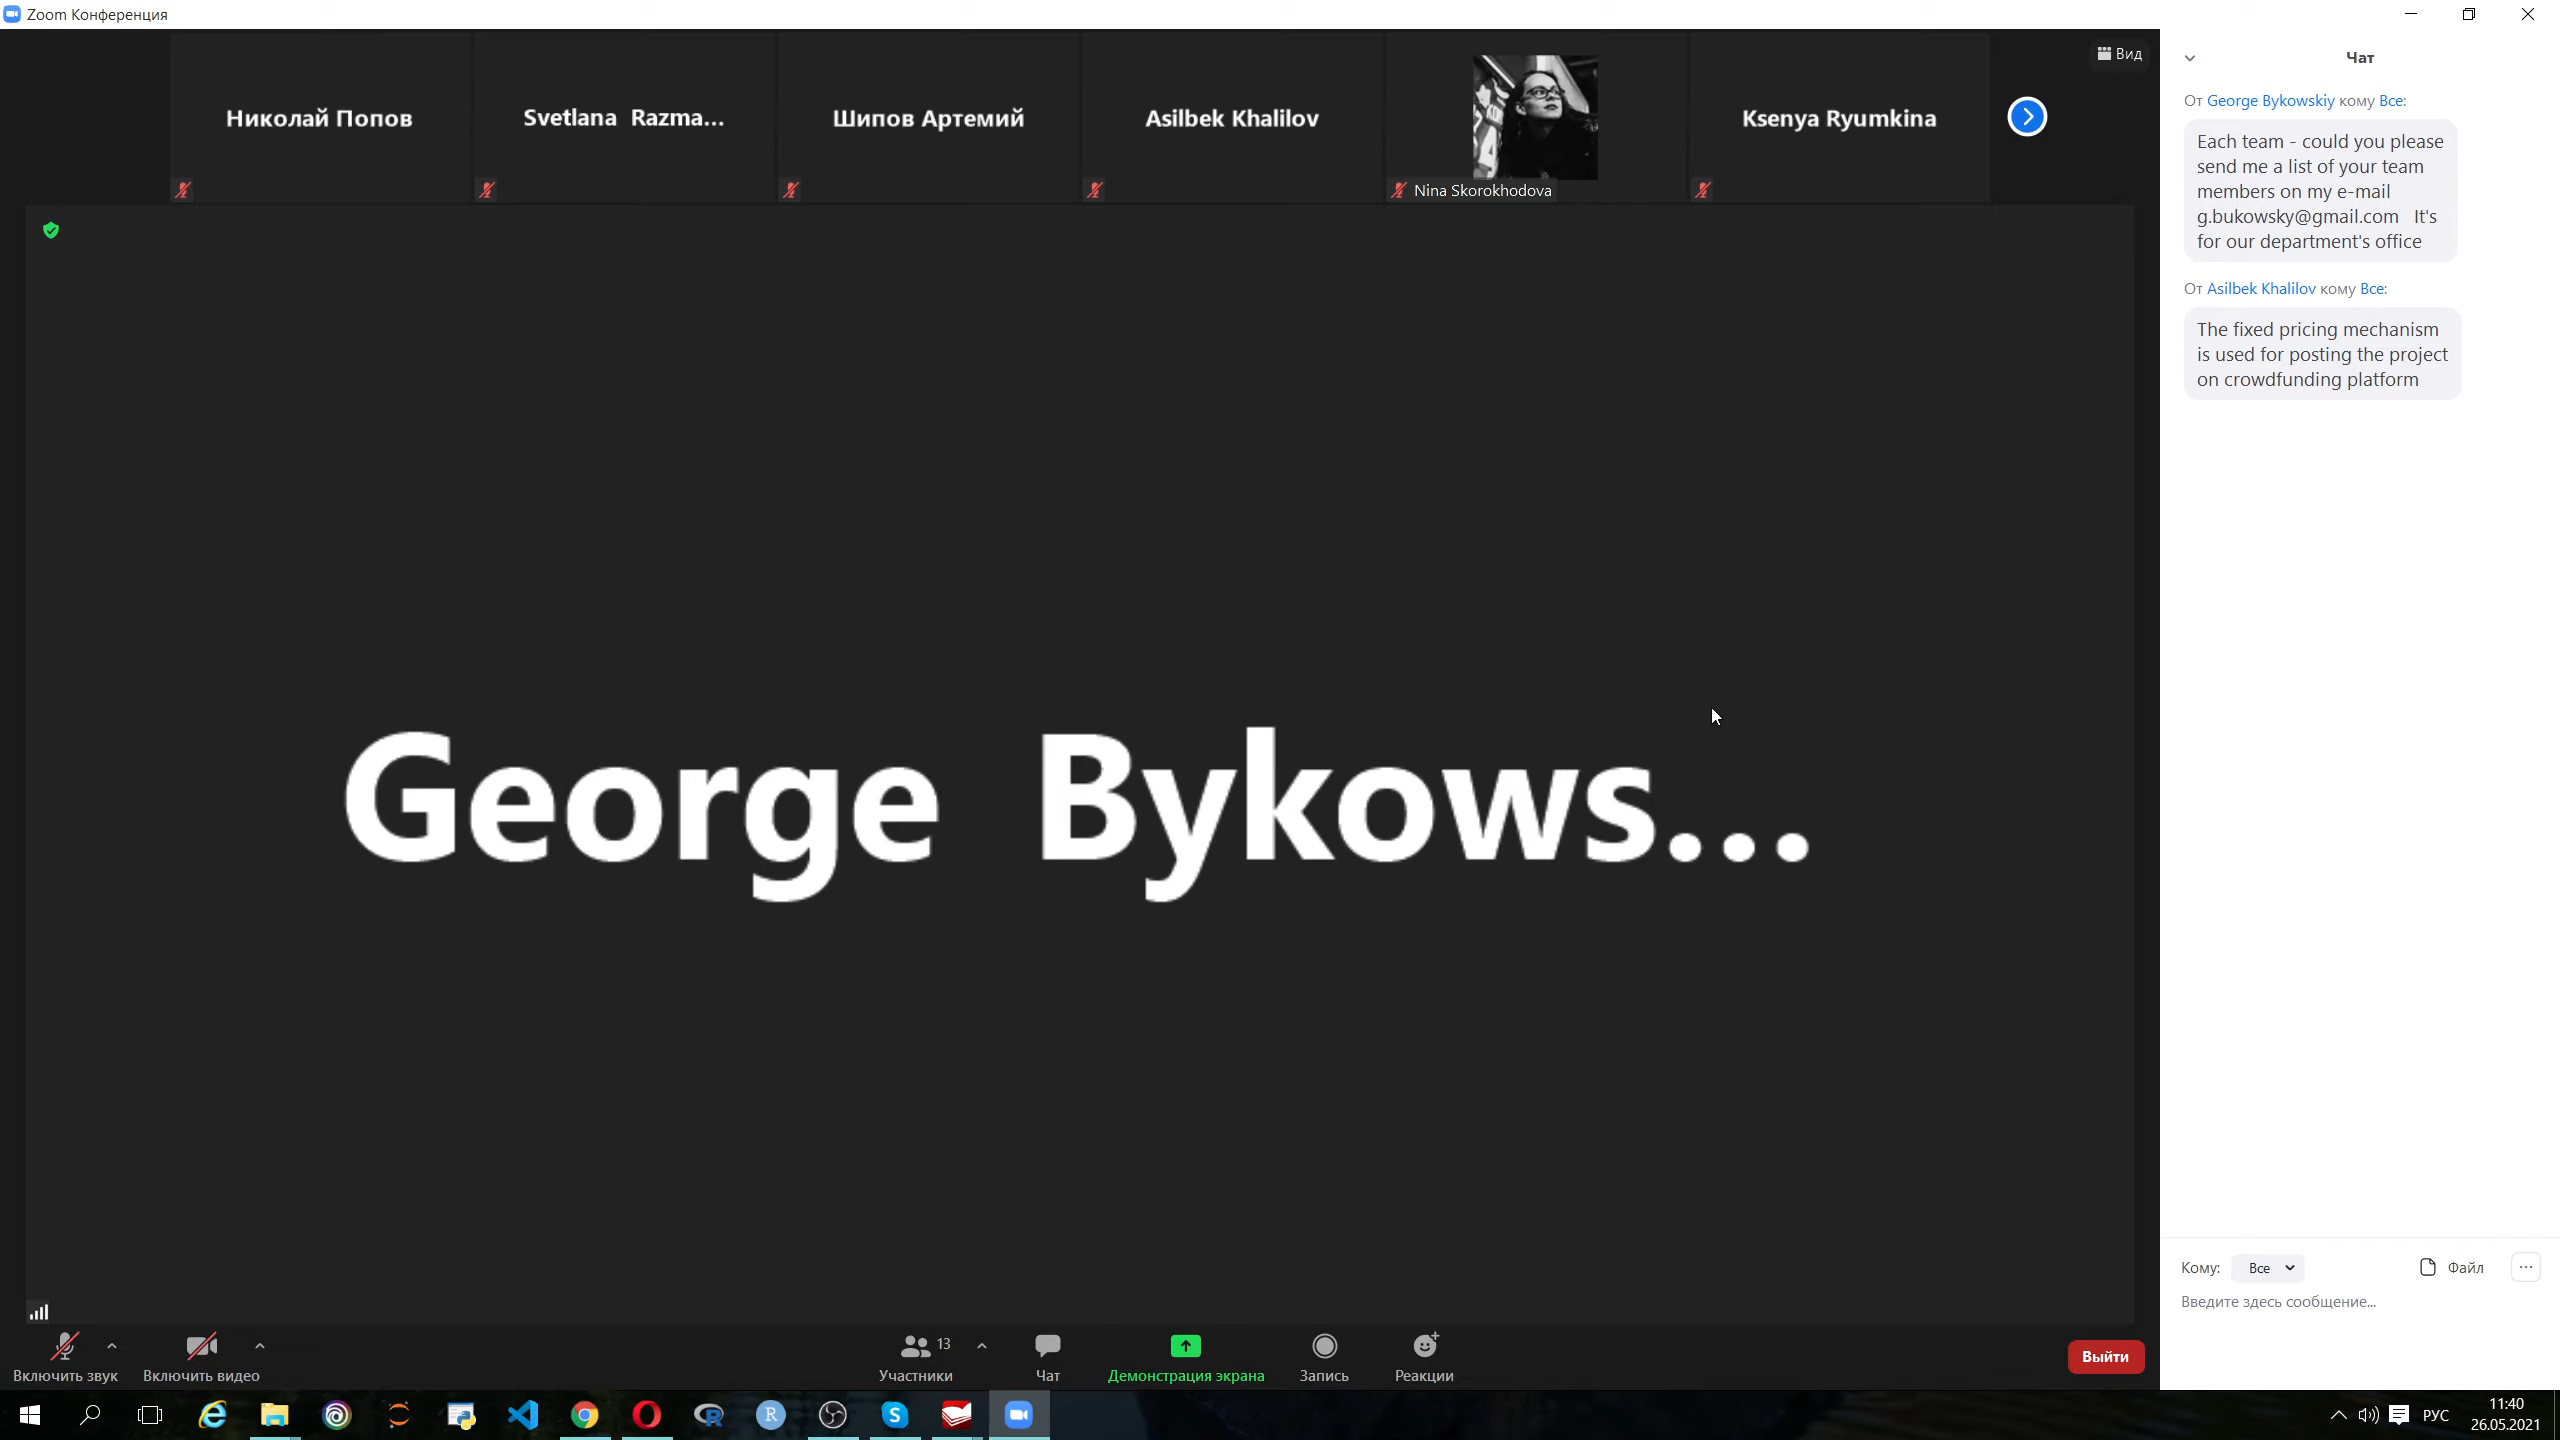 Zoom Конференция
Николай Попов
Svetlana Razma...
Шипов Артемий
Asilbek Khalilov
Nina Skorokhodova
Ksenya Ryumkina
Вид
George Bykows...
Чат
От George Bykowskiy кому Все:
Each team - could you please
send me a list of your team
members on my e-mail
g.bukowsky@gmail.com It's
for our department's office
От Asilbek Khalilov кому Все:
The fixed pricing mechanism
is used for posting the project
on crowdfunding platform
Кому: Все
Файл
Введите здесь сообщение...
Включить звук
Включить видео
13
Участники
Чат
Демонстрация экрана
Запись
Реакции
Выйти
РУС
11:40
26.05.2021